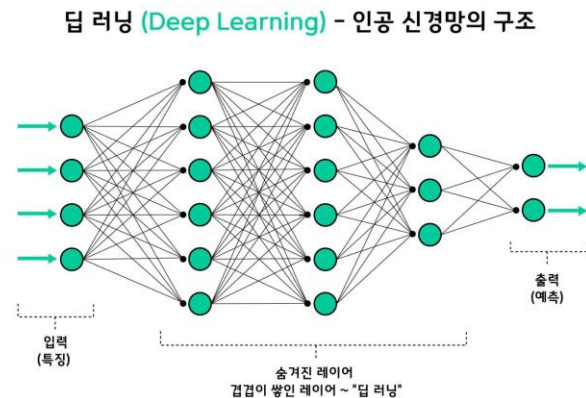 딥 러닝 (Deep Learning) - 인공 신경망의 구조
입력
(특징)
숨겨진 레이어
겹겹이 쌓인 레이어 ~ "딥 러닝"
출력
(예측)